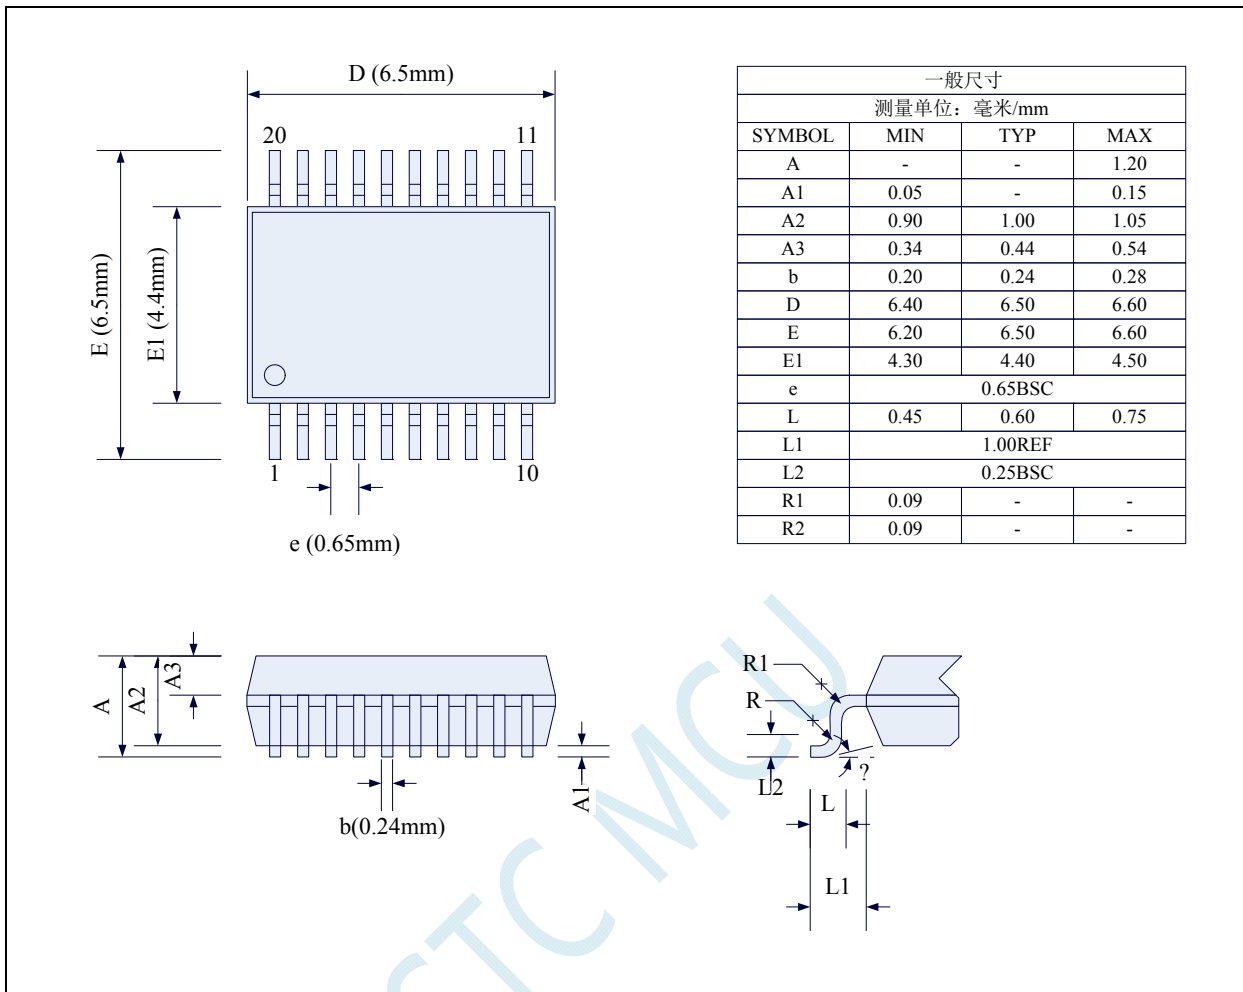 D (6.5mm)
20
11
E (6.5mm)
E1 (4.4mm)
1
10
e (0.65mm)
一般尺寸
测量单位：毫米/mm
SYMBOL MIN TYP MAX
A - - 1.20
A1 0.05 - 0.15
A2 0.90 1.00 1.05
A3 0.34 0.44 0.54
b 0.20 0.24 0.28
D 6.40 6.50 6.60
E 6.20 6.50 6.60
E1 4.30 4.40 4.50
e 0.65BSC
L 0.45 0.60 0.75
L1 1.00REF
L2 0.25BSC
R1 0.09 - -
R2 0.09 - -
A
A2
A3
A1
b(0.24mm)
R1
R
L2
?
L
L1
STC MCU